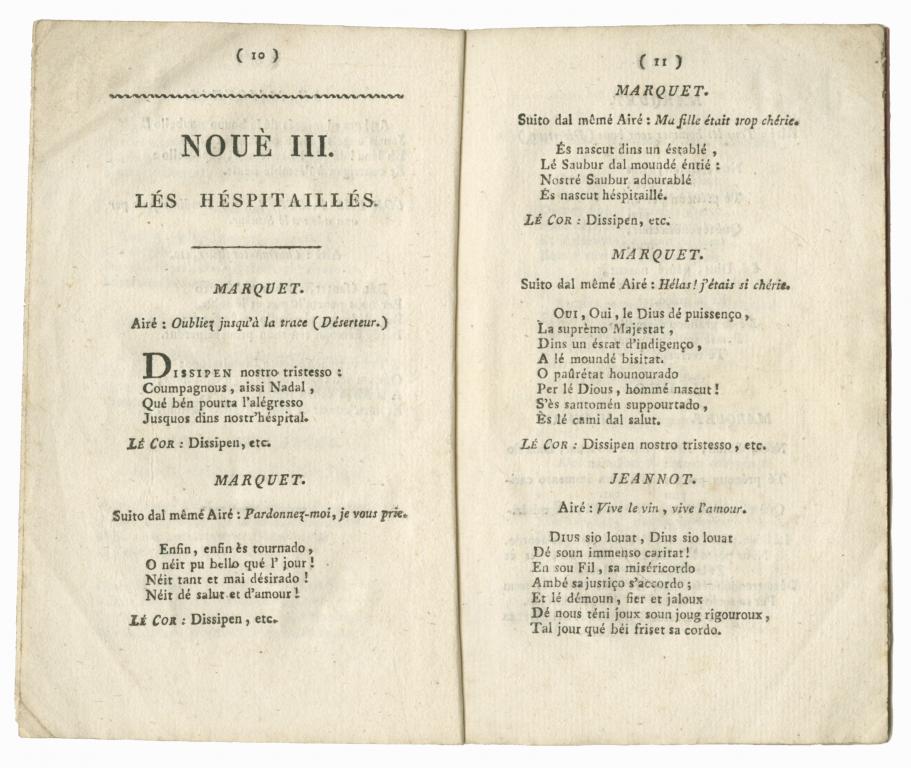 ( 10 )
NOUÈ III.
LÉS HÉSPITAILLÉS.
MARQUET.
Airé : Oubliez jusqu'à la trace (Déserteur.)
DISSIPEN nostro tristesso :
Coumpagnous, aissi Nadal ,
Qué bén pourta l'alégresso
Jusquos dins nostr'héspital.
LÉ COR : Dissipen, etc.
MARQUET.
Suito dal mêmé Airé : Pardonnez-moi, je vous prie.
Enfin, enfin ès tournado ,
O néit pu bello qué l' jour !
Néit tant et mai désirado !
Néit dé salut et d'amour !
LÉ COR : Dissipen , etc.
( 11 )
MARQUET.
Suito dal mêmé Airé : Ma fille était trop chérie.
És nascut dins un établé ,
Lé Saubur dal moundé éntié :
Nostré Saubur adourablé
És nascut héspitaillé.
LÉ COR : Dissipen, etc.
MARQUET.
Suito dal mêmé Airé : Hélas! j'étais si chérie.
OUI , Oui , le Dius dé puissenço ,
La suprèmo Majestat ,
Dins un éstat d'indigenço ,
A lé moundé bisitat.
O paûrétat hounourado
Per lé Dious , hommé nascut !
S'ès santomén suppourtado ,
Ès lé cami dal salut.
LÉ COR : Dissipen nostro tristesso, etc.
JEANNOT.
Airé : Vive le vin , vive l'amour.
DIUS sio louat , Dius sio louat
Dé soun immenso caritat !
En sou Fil , sa miséricordo
Ambé sa justiço s'accordo ;
Et lé démoun , fier et jaloux
Dé nous téni joux soun joug rigouroux ,
Tal jour qué béi friset sa cordo.